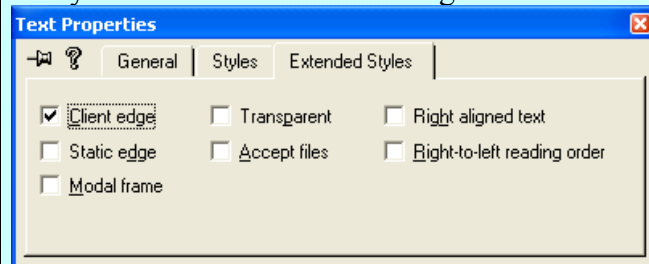 Text Properties
General Styles Extended Styles
Client edge Transparent Right aligned text
Static edge Accept files Right-to-left reading order
Modal frame